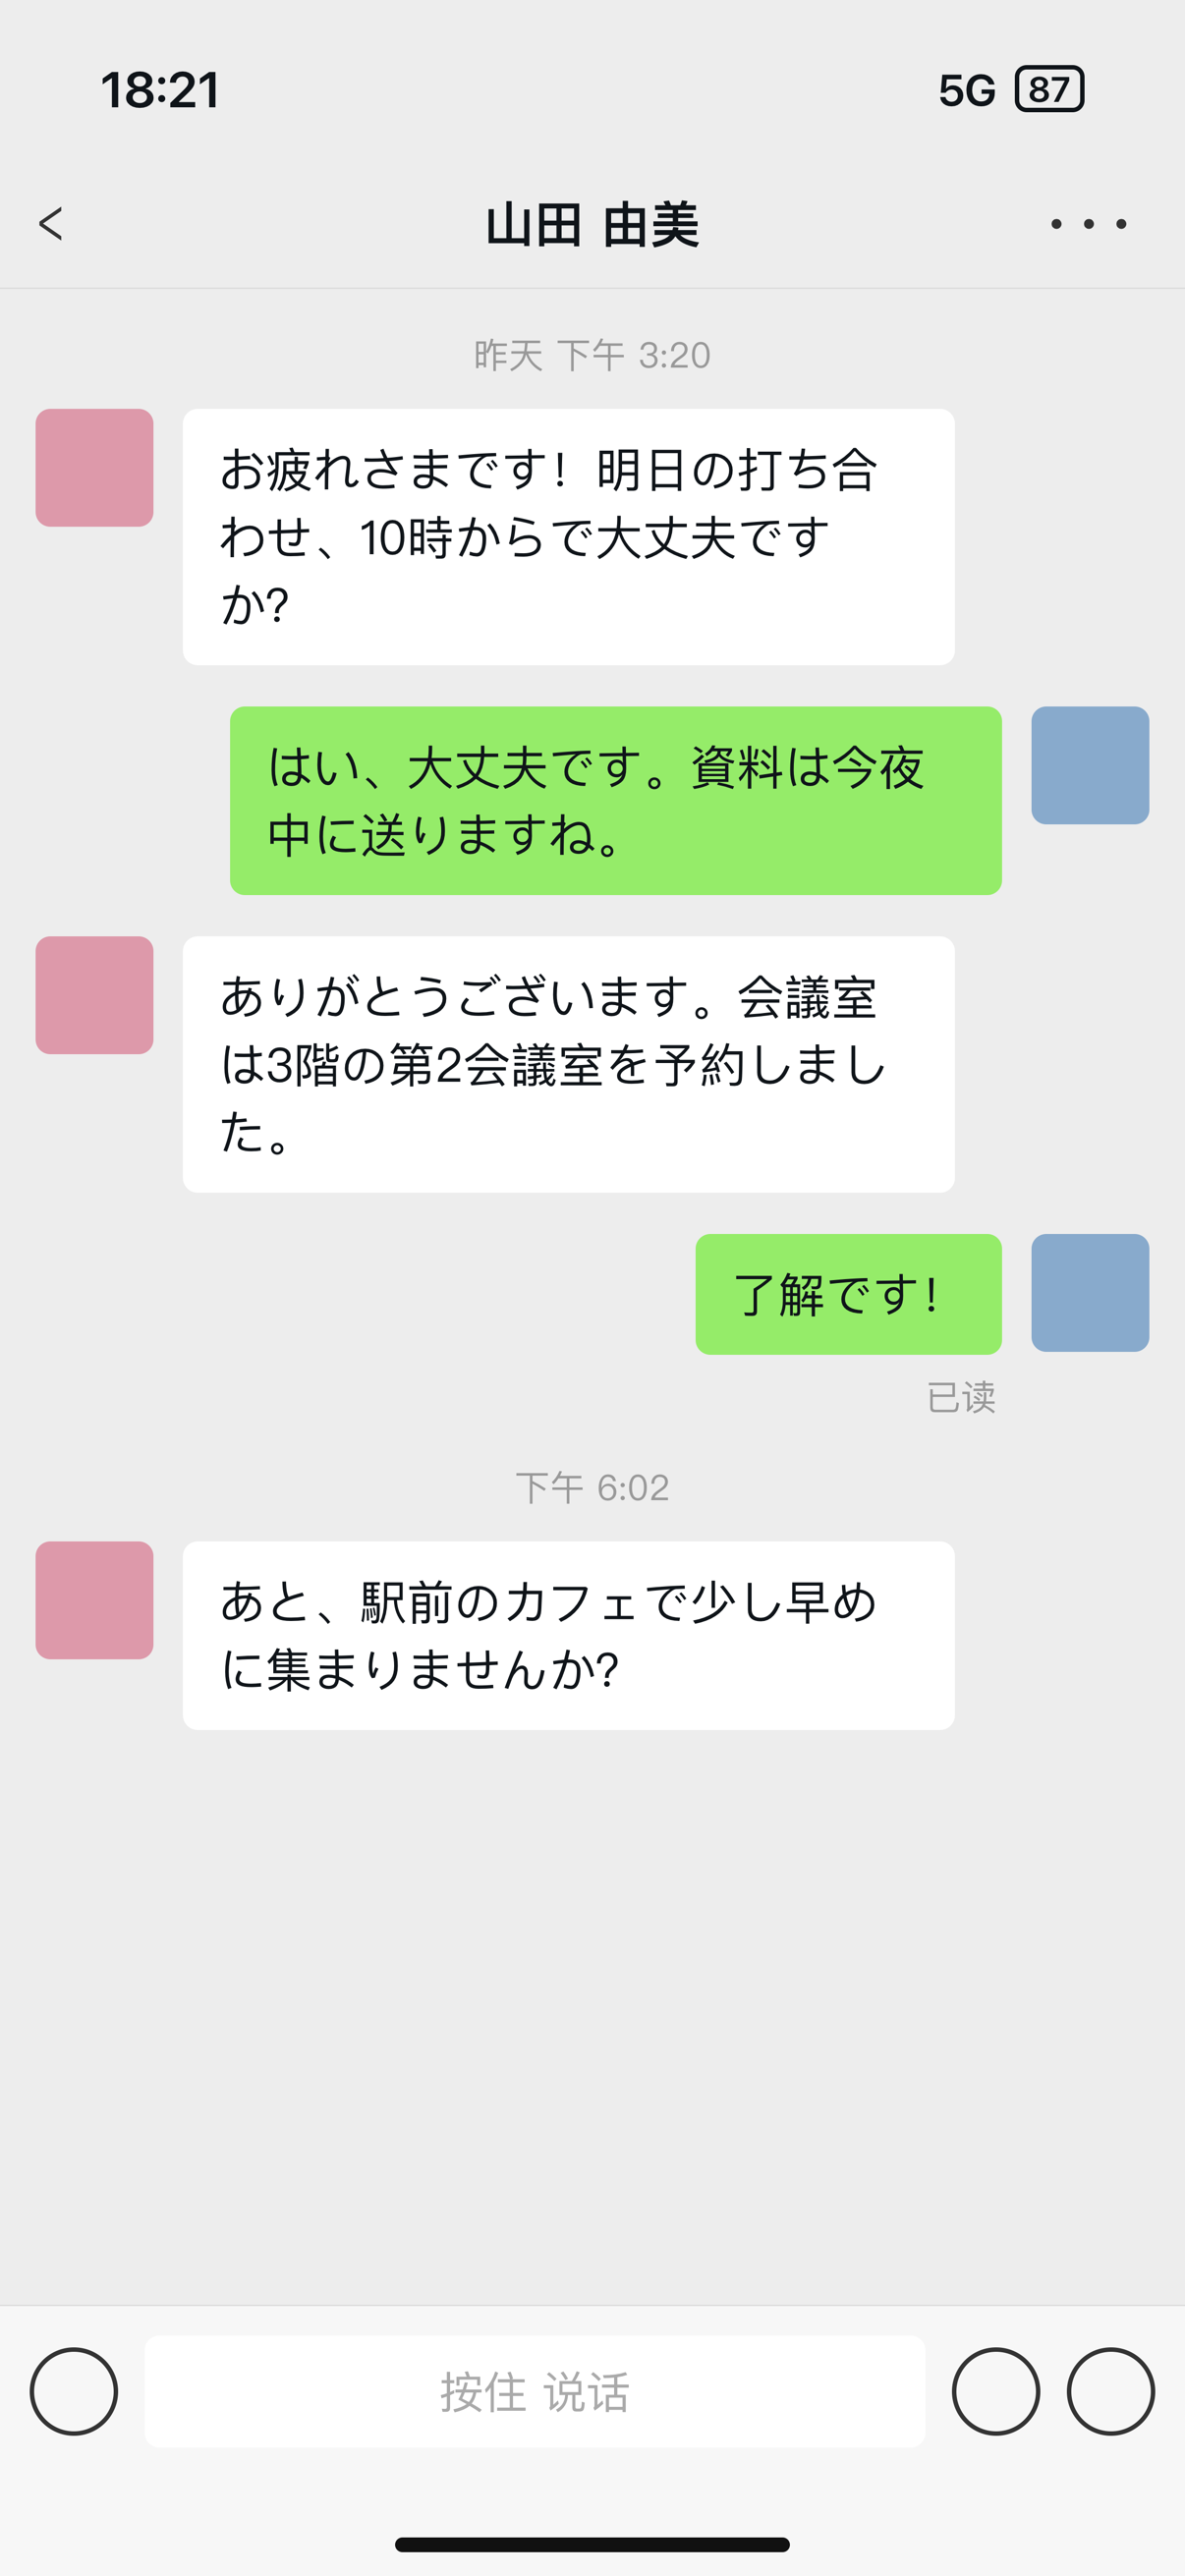 18:21
5G 87
山田 由美
昨天 下午 3:20
お疲れさまです！明日の打ち合
わせ、10時からで大丈夫です
か?
はい、大丈夫です。資料は今夜
中に送りますね。
ありがとうございます。会議室
は3階の第2会議室を予約しまし
た。
了解です！
已读
下午 6:02
あと、駅前のカフェで少し早め
に集まりませんか?
按住 说话